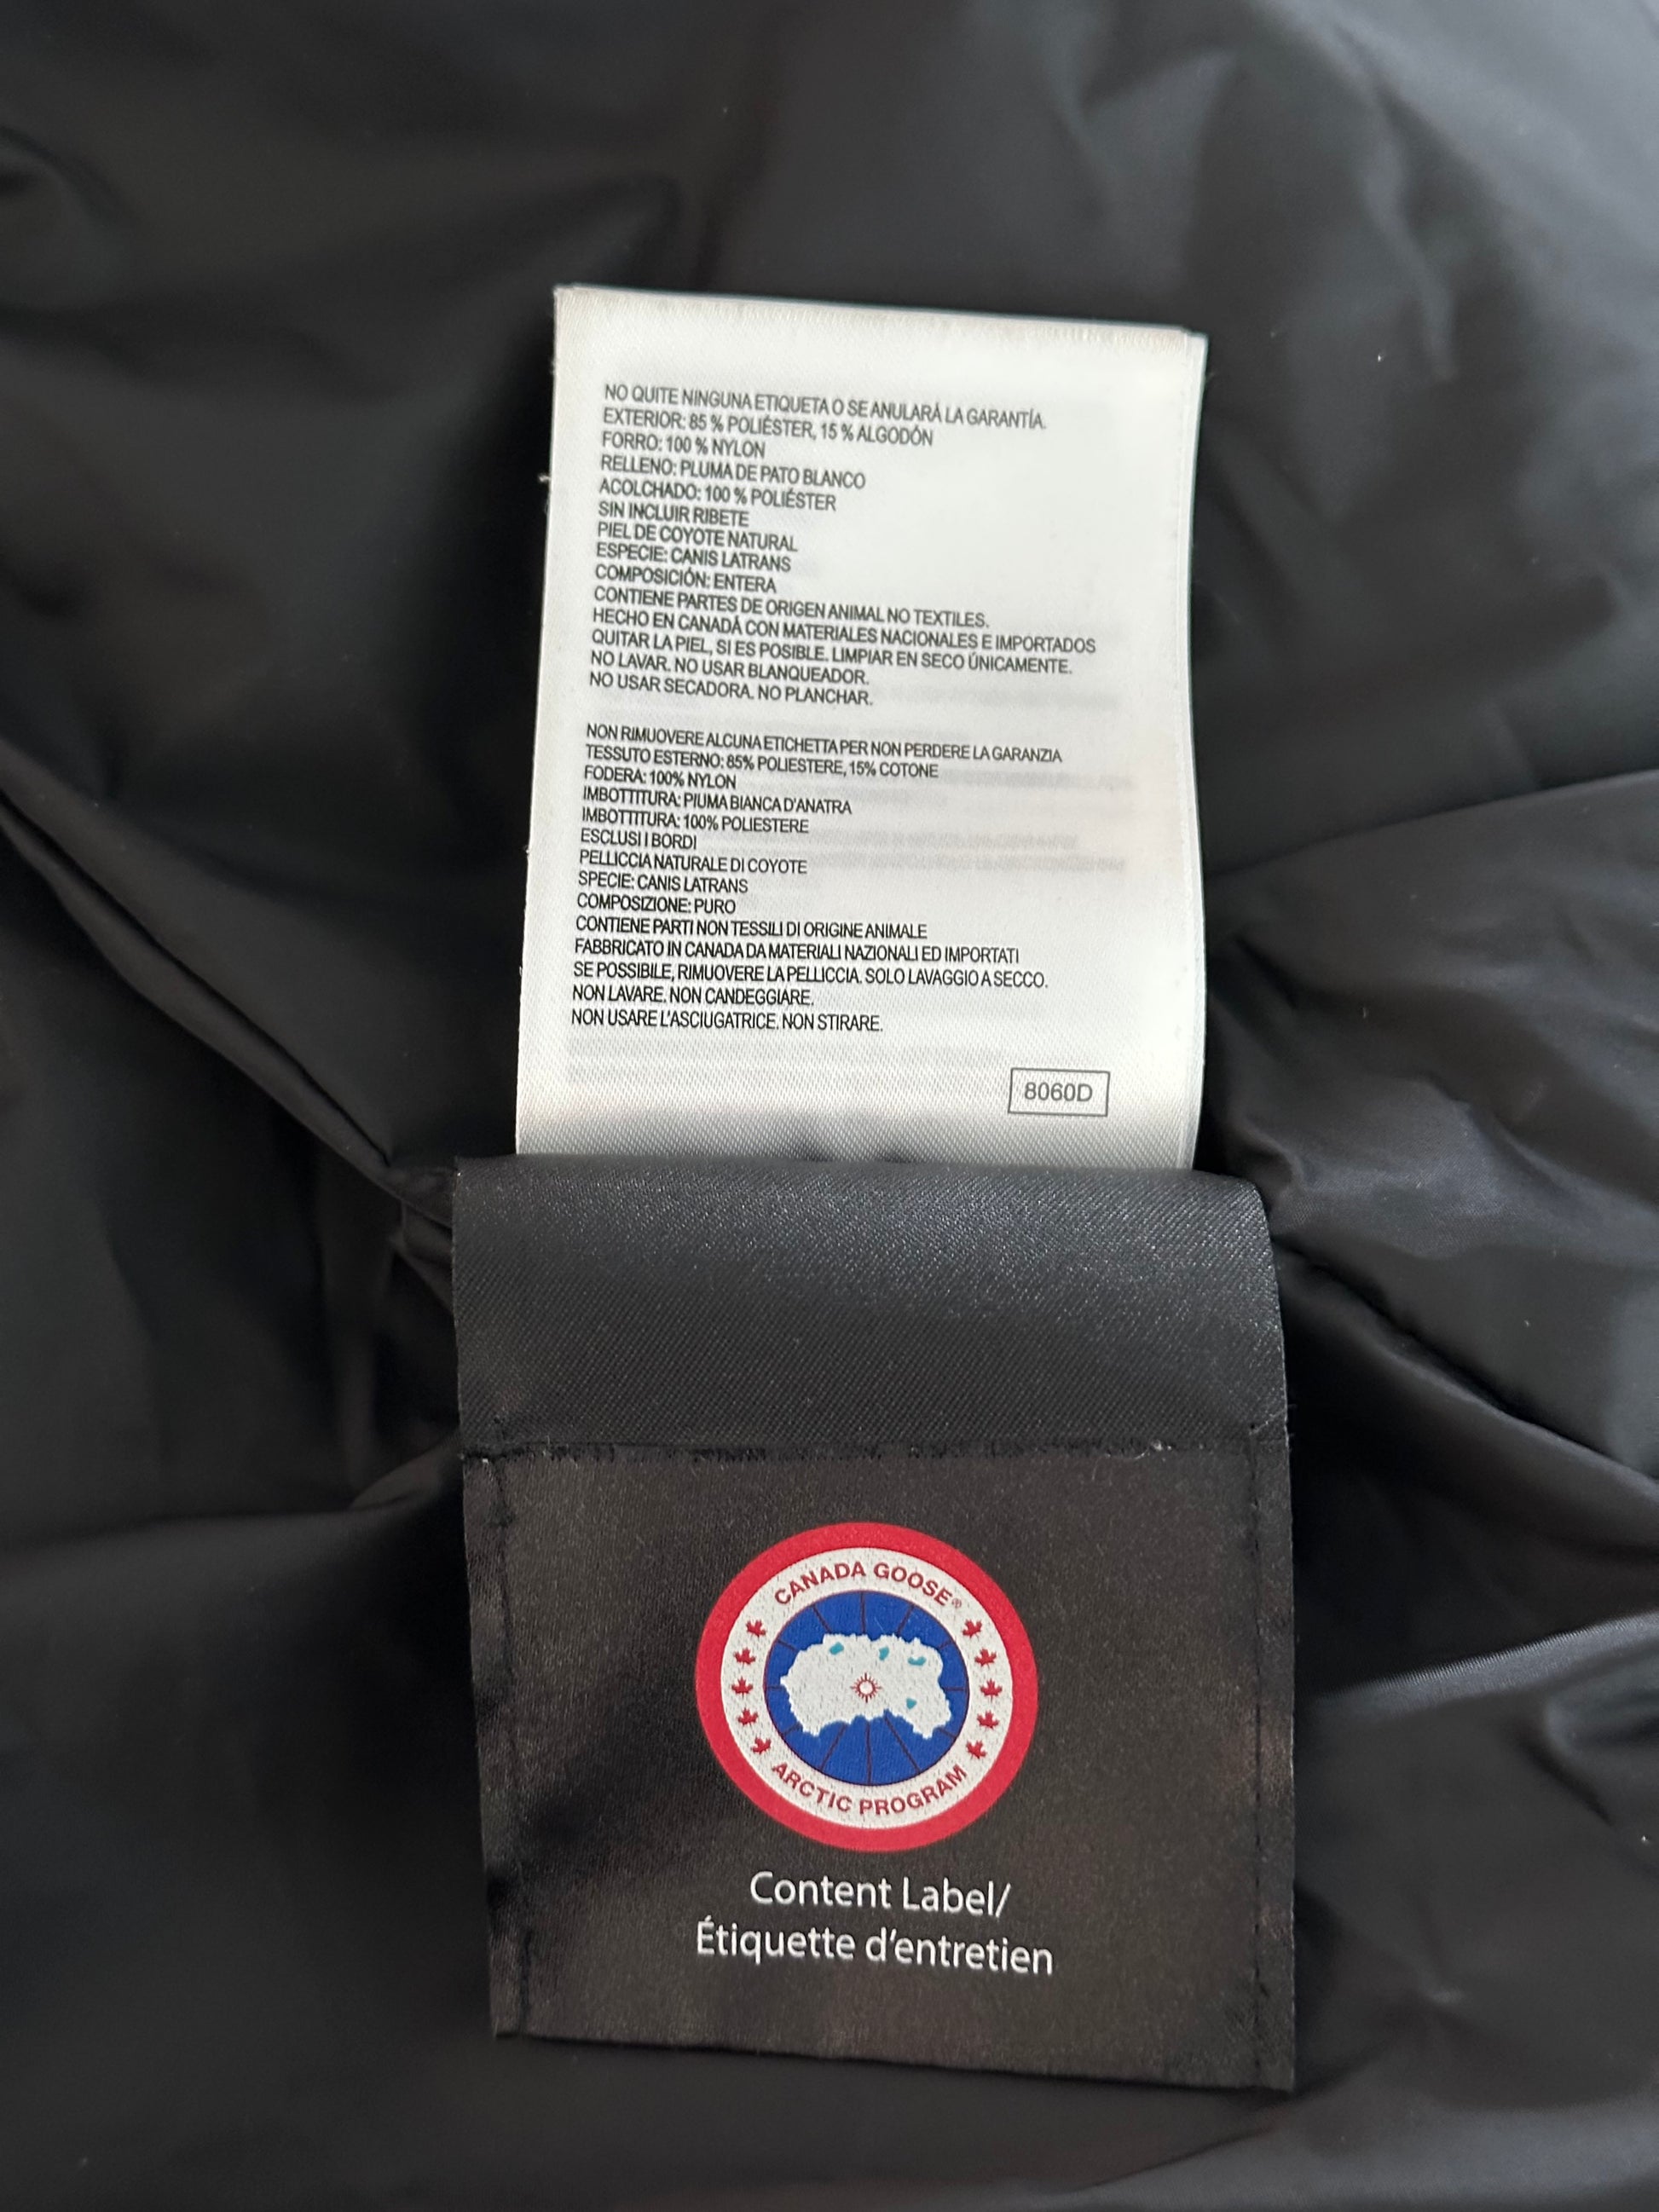 NO QUITE NINGUNA ETIQUETA O SE ANULARÁ LA GARANTÍA.
EXTERIOR: 85 % POLIÉSTER, 15 % ALGODÓN
FORRO: 100 % NYLON
RELLENO: PLUMA DE PATO BLANCO
ACOLCHADO: 100 % POLIÉSTER
SIN INCLUIR RIBETE
PIEL DE COYOTE NATURAL
ESPECIE: CANIS LATRANS
COMPOSICIÓN: ENTERA
CONTIENE PARTES DE ORIGEN ANIMAL NO TEXTILES.
HECHO EN CANADÁ CON MATERIALES NACIONALES E IMPORTADOS
QUITAR LA PIEL, SI ES POSIBLE. LIMPIAR EN SECO ÚNICAMENTE.
NO LAVAR. NO USAR BLANQUEADOR.
NO USAR SECADORA. NO PLANCHAR.
NON RIMUOVERE ALCUNA ETICHETTA PER NON PERDERE LA GARANZIA
TESSUTO ESTERNO: 85% POLIESTERE, 15% COTONE
FODERA: 100% NYLON
IMBOTTITURA: PIUMA BIANCA D'ANATRA
IMBOTTITURA: 100% POLIESTERE
ESCLUSI I BORDI
PELLICCIA NATURALE DI COYOTE
SPECIE: CANIS LATRANS
COMPOSIZIONE: PURO
CONTIENE PARTI NON TESSILI DI ORIGINE ANIMALE
FABBRICATO IN CANADA DA MATERIALI NAZIONALI ED IMPORTATI
SE POSSIBILE, RIMUOVERE LA PELLICCIA. SOLO LAVAGGIO A SECCO.
NON LAVARE. NON CANDEGGIARE.
NON USARE L'ASCIUGATRICE. NON STIRARE.
8060D
CANADA GOOSE®
ARCTIC PROGRAM
Content Label/
Étiquette d'entretien